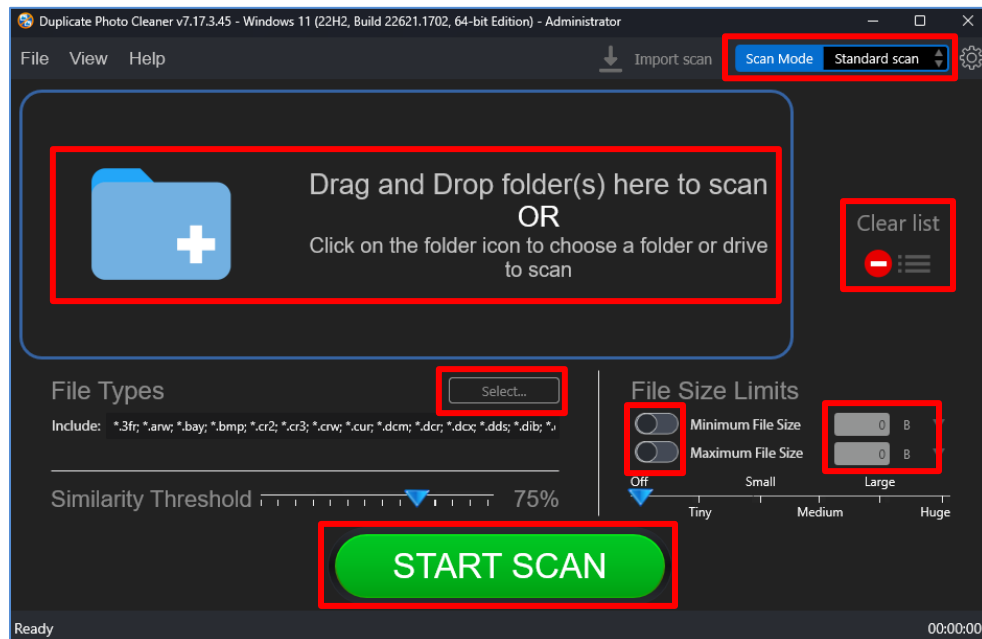 Duplicate Photo Cleaner v7.17.3.45 - Windows 11 (22H2, Build 22621.1702, 64-bit Edition) - Administrator
File View Help
Import scan
Scan Mode Standard scan
Drag and Drop folder(s) here to scan
OR
Click on the folder icon to choose a folder or drive
to scan
Clear list
File Types
Select...
Include: *.3fr; *.arw; *.bay; *.bmp; *.cr2; *.cr3; *.crw; *.cur; *.dcm; *.dcr; *.dcx; *.dds; *.dib;
Similarity Threshold 75%
File Size Limits
Minimum File Size 0 B
Maximum File Size 0 B
Off Small Large
Tiny Medium Huge
START SCAN
Ready
00:00:00